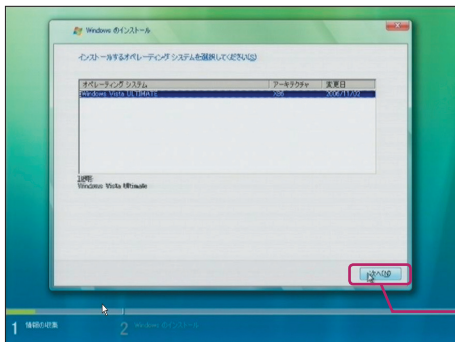 Windows のインストール
インストールするオペレーティング システムを選択してください(S)
オペレーティング システム アーキテクチャ 変更日
Windows Vista ULTIMATE X86 2006/11/02
説明:
Windows Vista Ultimate
次へ(N)
1 情報の収集 2 Windows のインストール